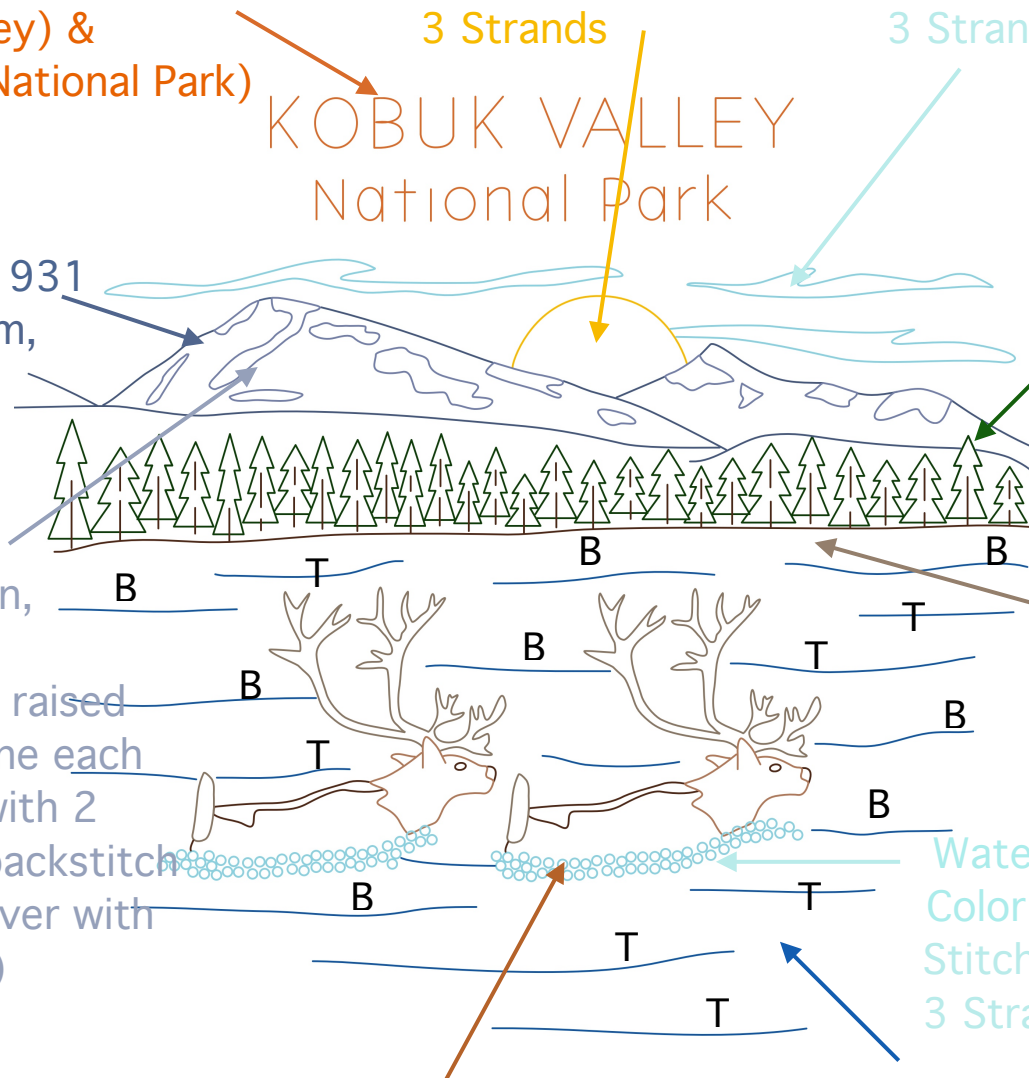 ey) &
National Park)
3 Strands
3 Stran
KOBUK VALLEY
National Park
931
m,
B
T
B
B
n,
T
B
T
B
raised
B
ne each
T
with 2
B
backstitch
Wate
ver with
B
T
Color
)
T
Stitch
T
3 Stra